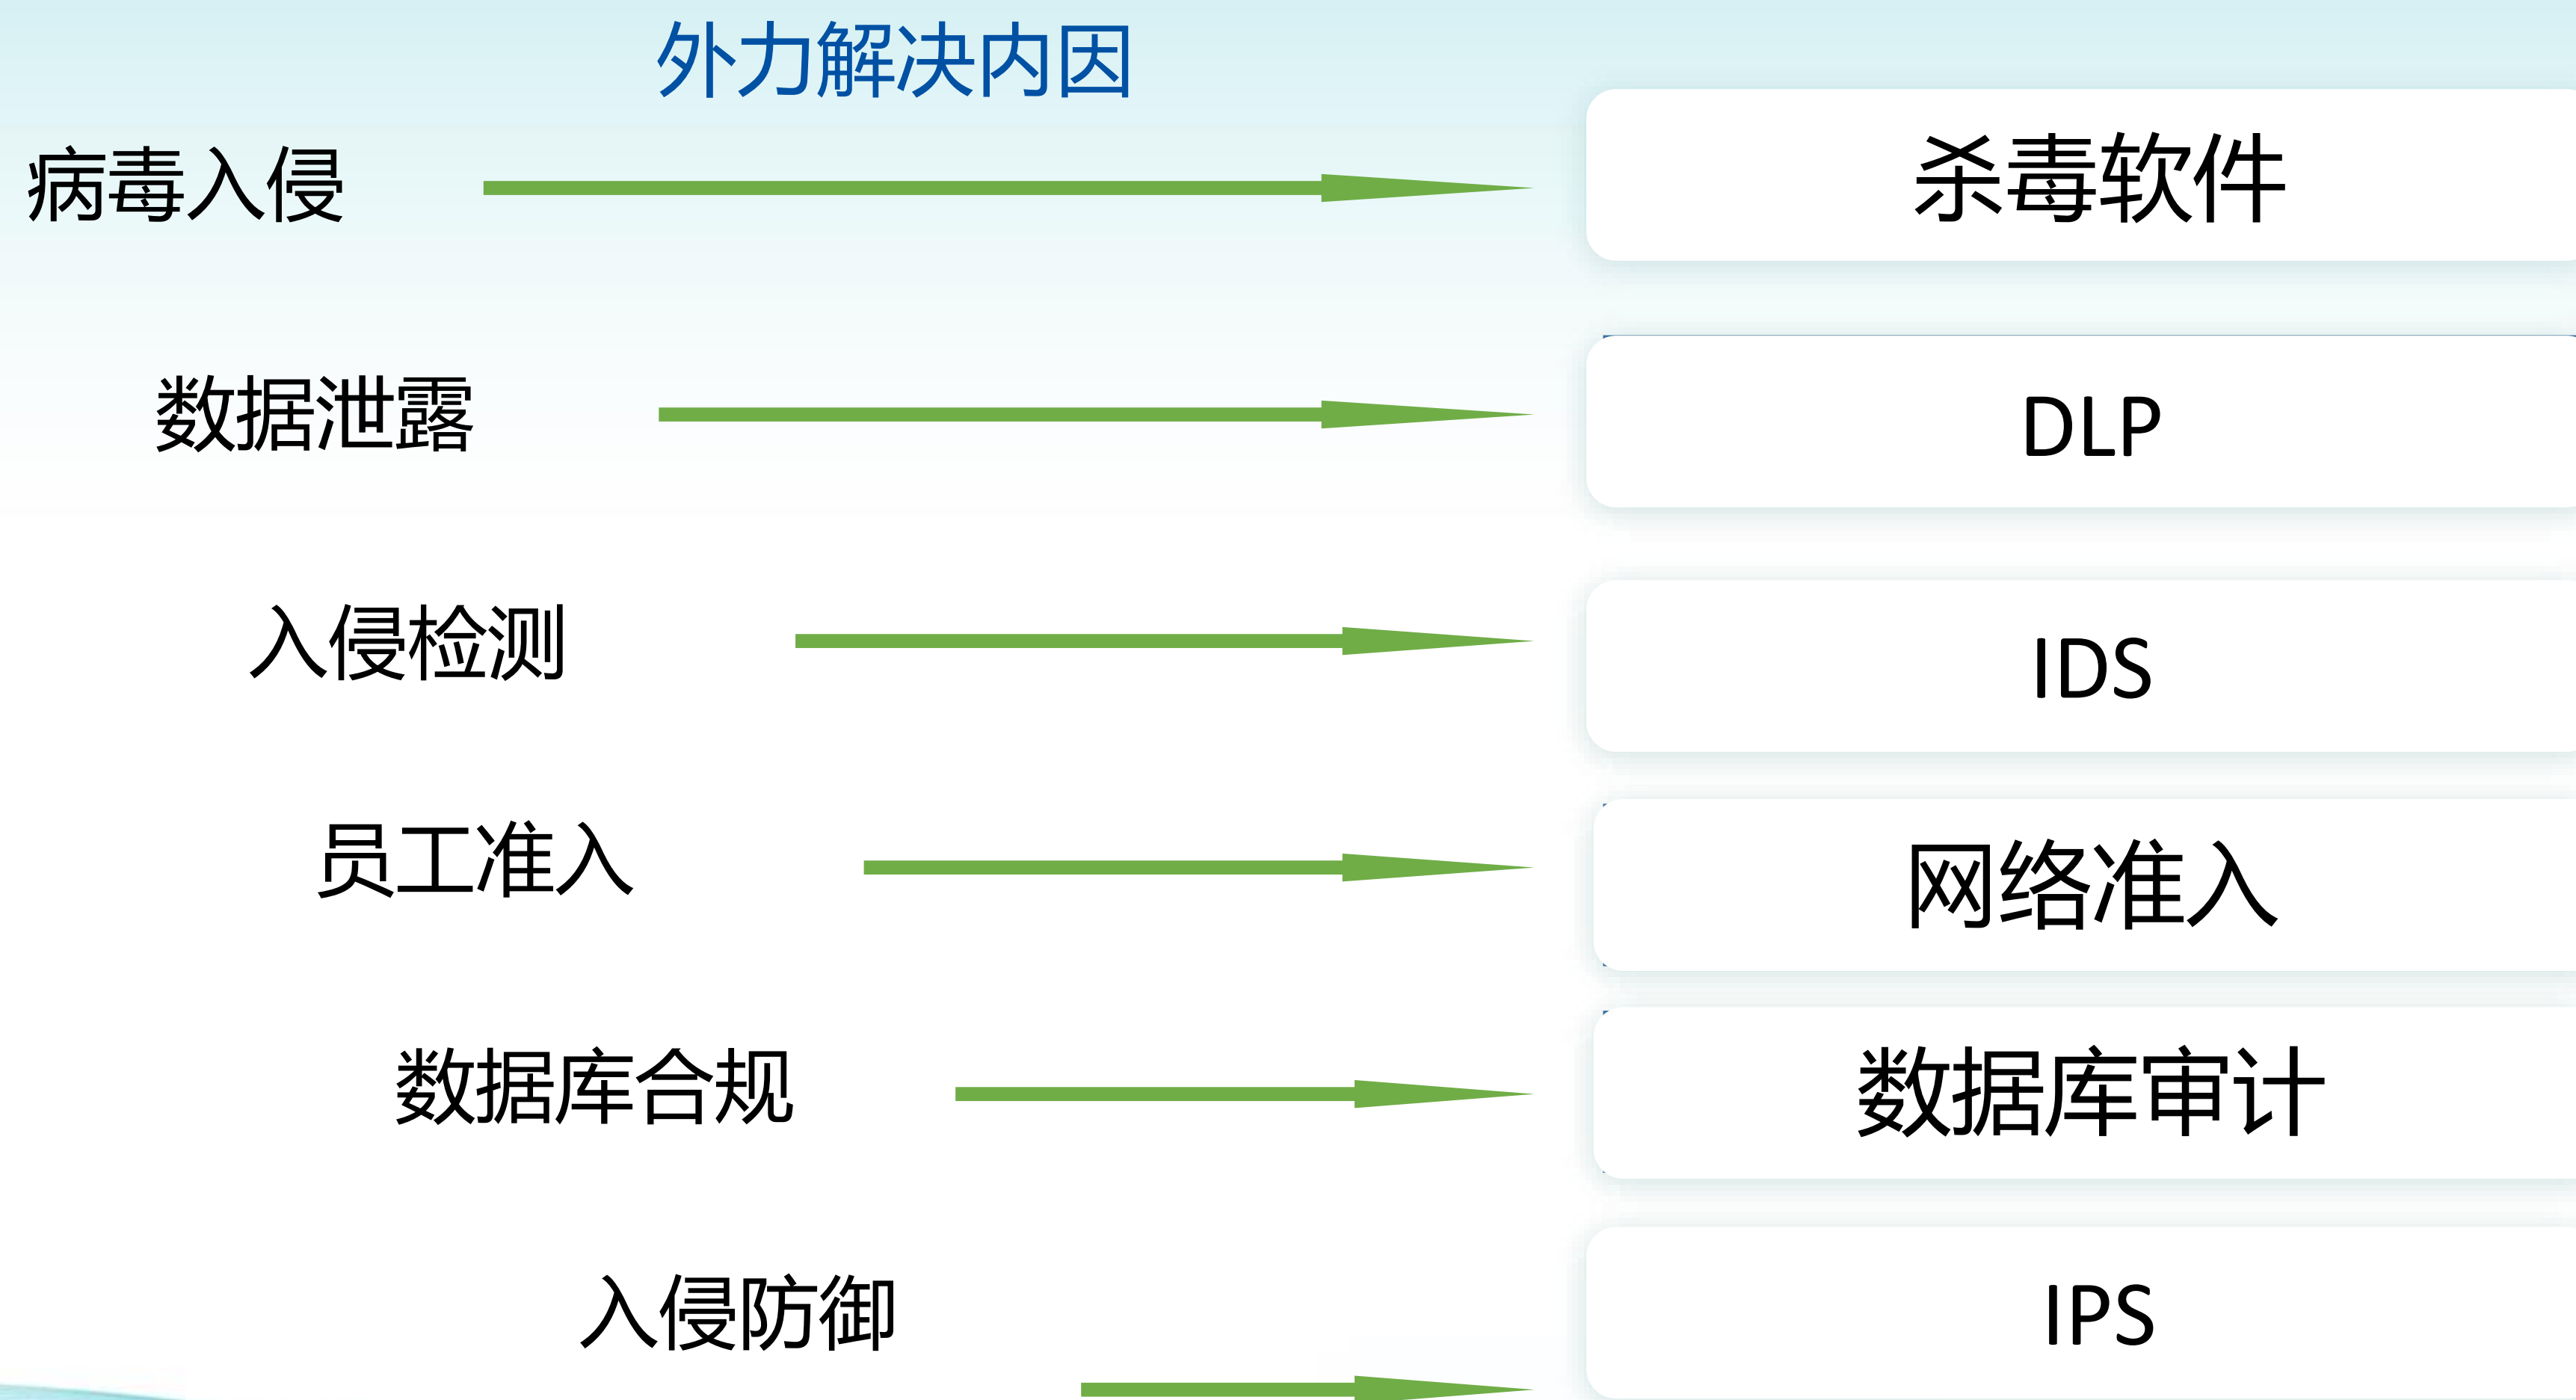 外力解决内因
病毒入侵
杀毒软件
数据泄露
DLP
入侵检测
IDS
员工准入
网络准入
数据库合规
数据库审计
入侵防御
IPS